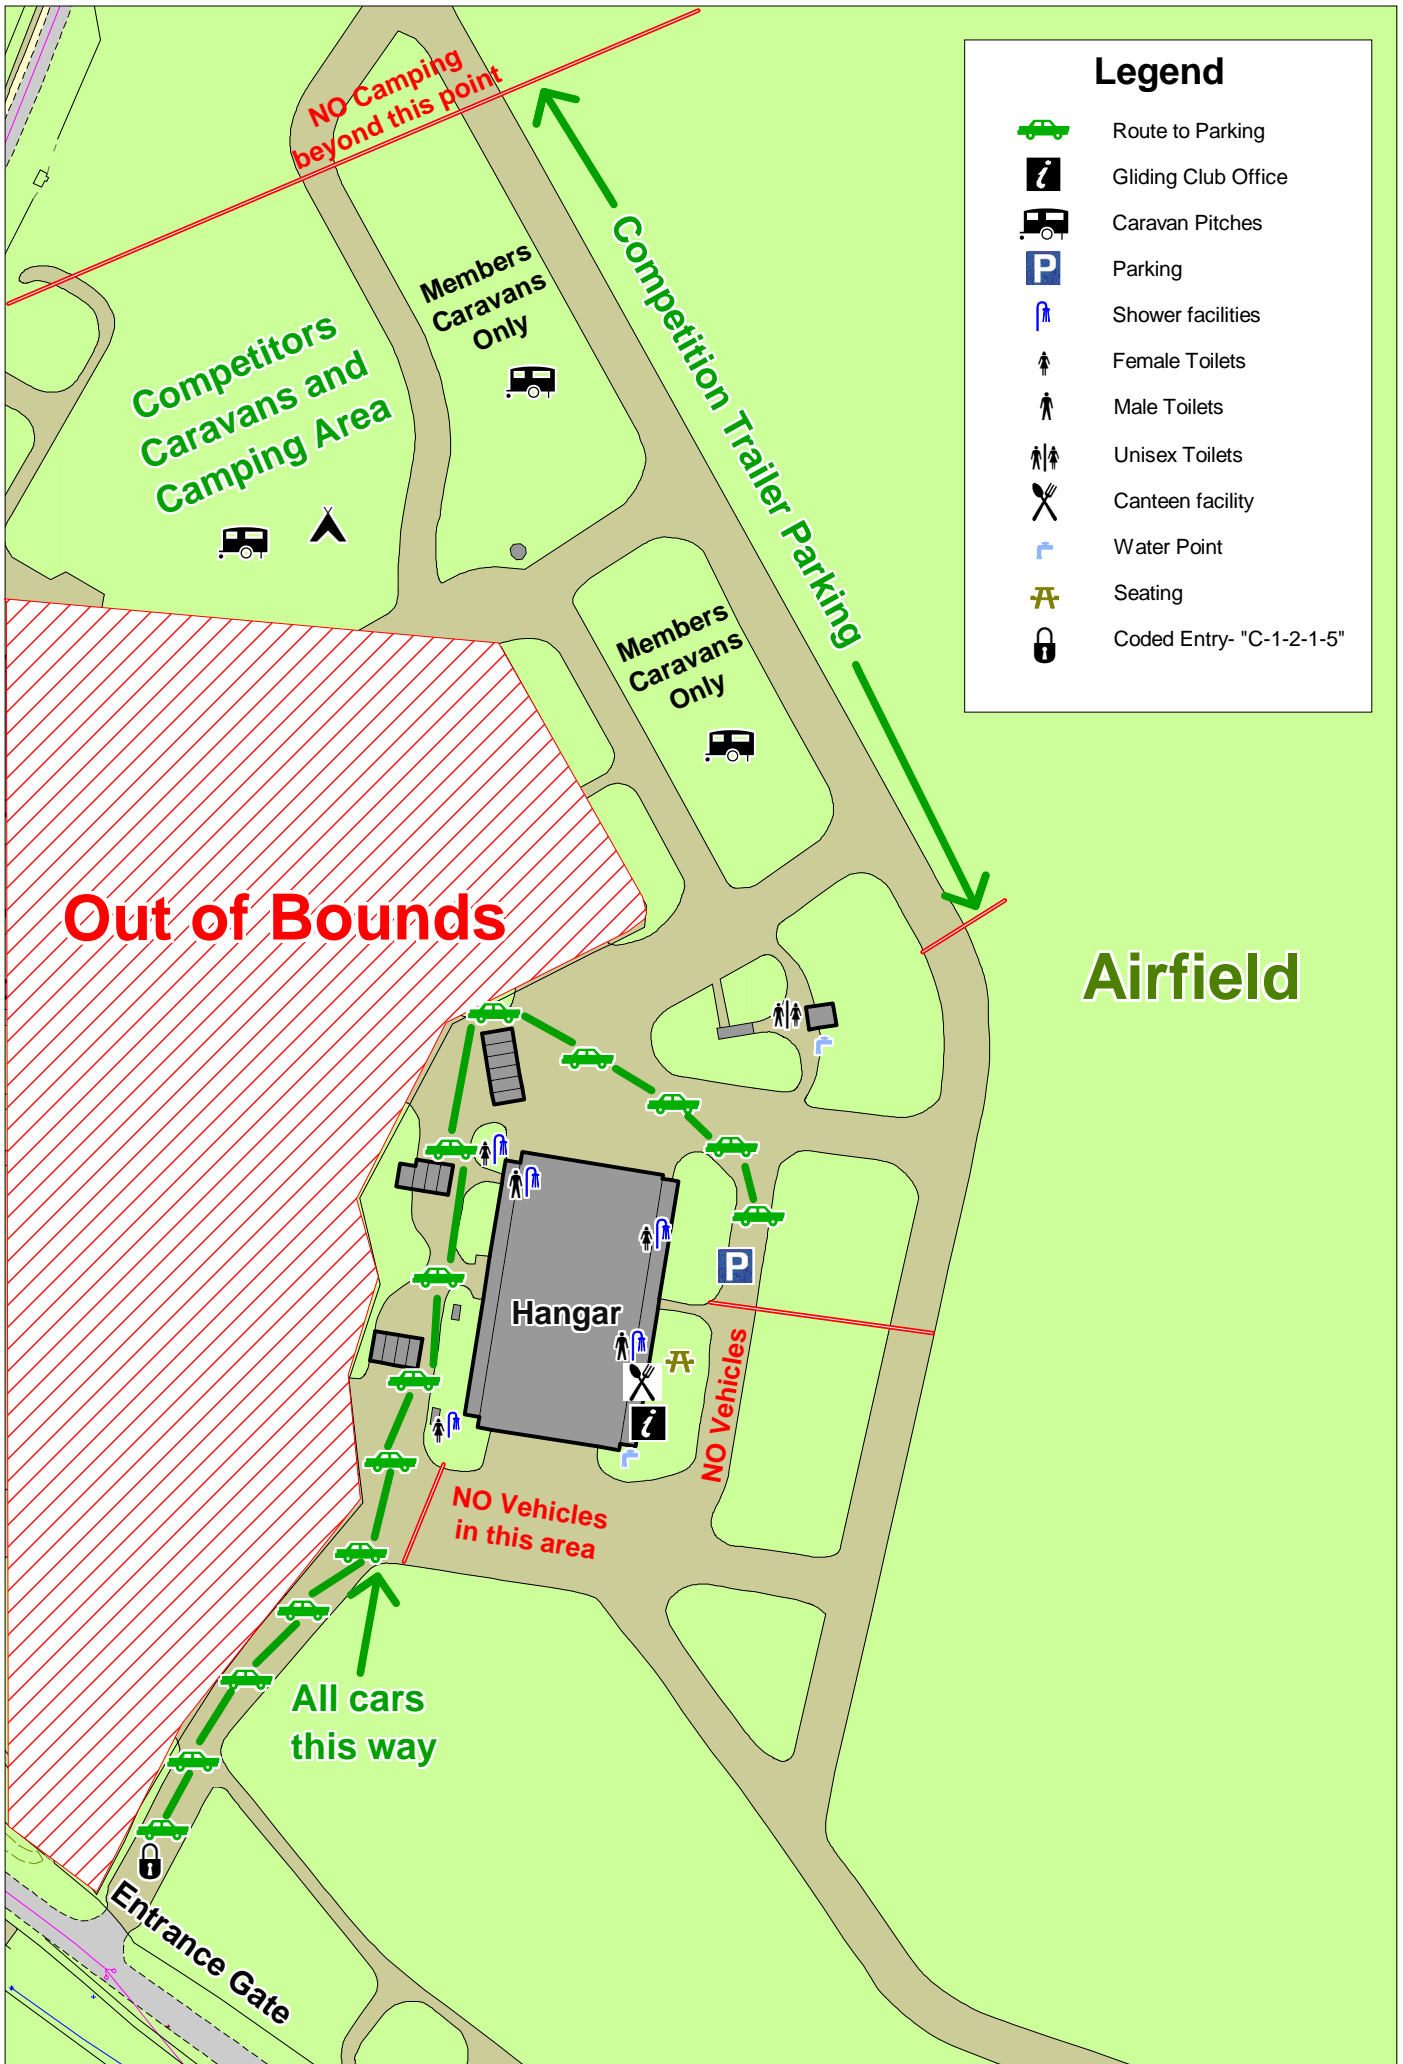 Legend
Route to Parking
Gliding Club Office
Caravan Pitches
P
Parking
Shower facilities
Female Toilets
Male Toilets
Unisex Toilets
Canteen facility
Water Point
Seating
Coded Entry- "C-1-2-1-5"
NO Camping
beyond this point
Members
Caravans
Only
Competition Trailer Parking
Competitors
Caravans and
Camping Area
Members
Caravans
Only
Out of Bounds
Airfield
P
Hangar
i
i
NO Vehicles
NO Vehicles
in this area
All cars
this way
Entrance Gate